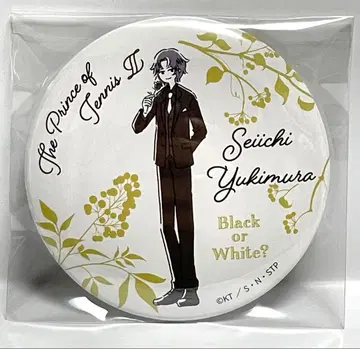 The Prince of
Tennis II
Seiichi
Yukimura
Black
or
White?
©KT / S・N・STP